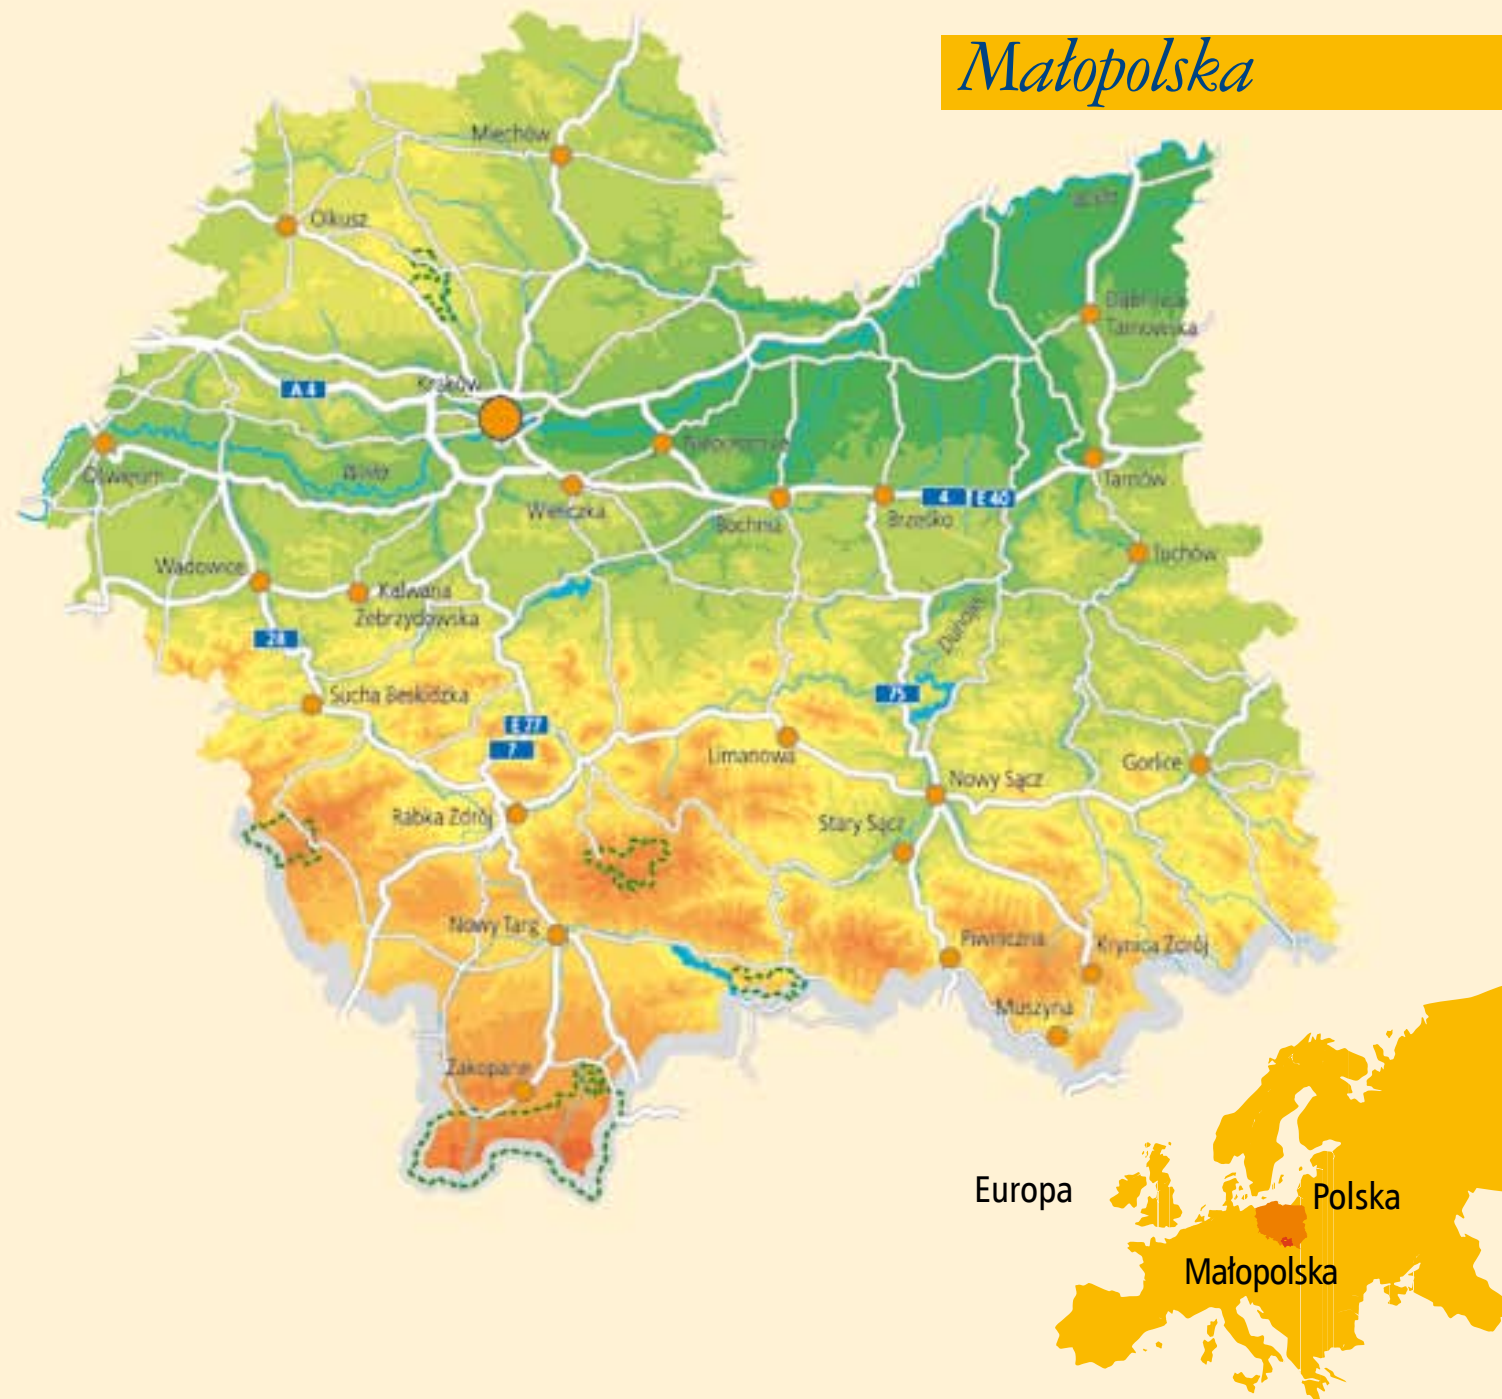 Małopolska
Miechów
Olkusz
Wisła
Dąbrowa
Tarnowska
A 4
Kraków
Niepołomice
Oświęcim
Wisła
Wieliczka
Bochnia
Brzesko
4
E 40
Tarnów
Tuchów
Wadowice
Kalwaria
Zebrzydowska
Dunajec
28
Sucha Beskidzka
75
E 77
7
Limanowa
Gorlice
Nowy Sącz
Rabka Zdrój
Stary Sącz
Nowy Targ
Piwniczna
Krynica Zdrój
Muszyna
Zakopane
Europa
Polska
Małopolska